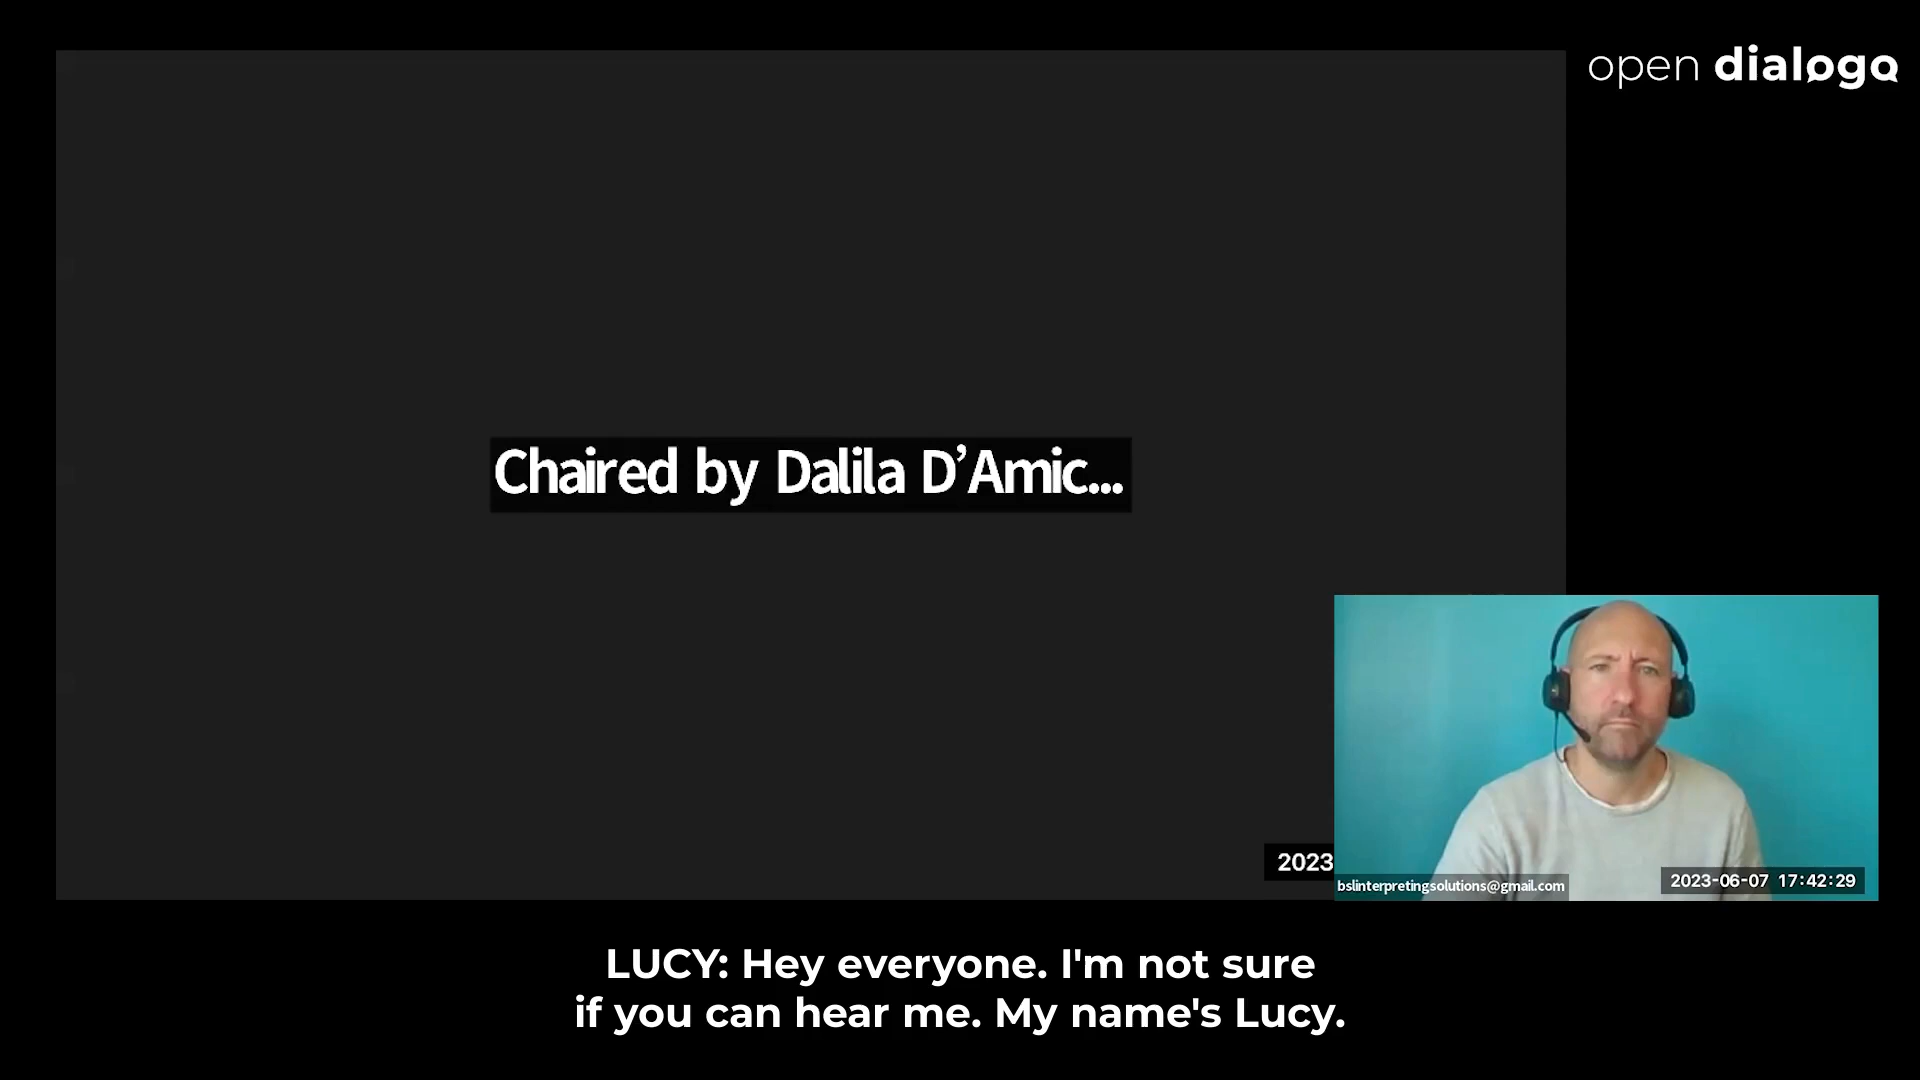 open dialogo
Chaired by Dalila D’Amic...
2023
bslinterpretingsolutions@gmail.com
2023-06-07 17:42:29
LUCY: Hey everyone. I'm not sure
if you can hear me. My name's Lucy.